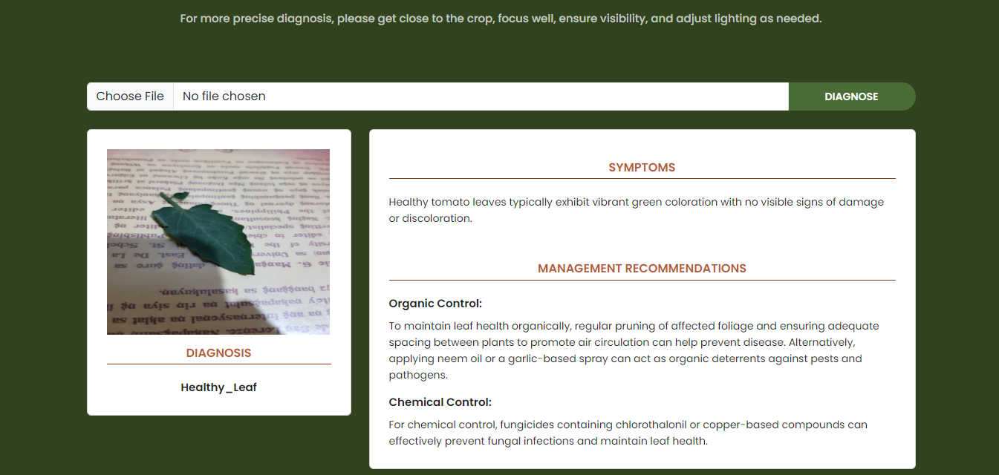 For more precise diagnosis, please get close to the crop, focus well, ensure visibility, and adjust lighting as needed.
Choose File
No file chosen
DIAGNOSE
DIAGNOSIS
Healthy_Leaf
SYMPTOMS
Healthy tomato leaves typically exhibit vibrant green coloration with no visible signs of damage
or discoloration.
MANAGEMENT RECOMMENDATIONS
Organic Control:
To maintain leaf health organically, regular pruning of affected foliage and ensuring adequate
spacing between plants to promote air circulation can help prevent disease. Alternatively,
applying neem oil or a garlic-based spray can act as organic deterrents against pests and
pathogens.
Chemical Control:
For chemical control, fungicides containing chlorothalonil or copper-based compounds can
effectively prevent fungal infections and maintain leaf health.